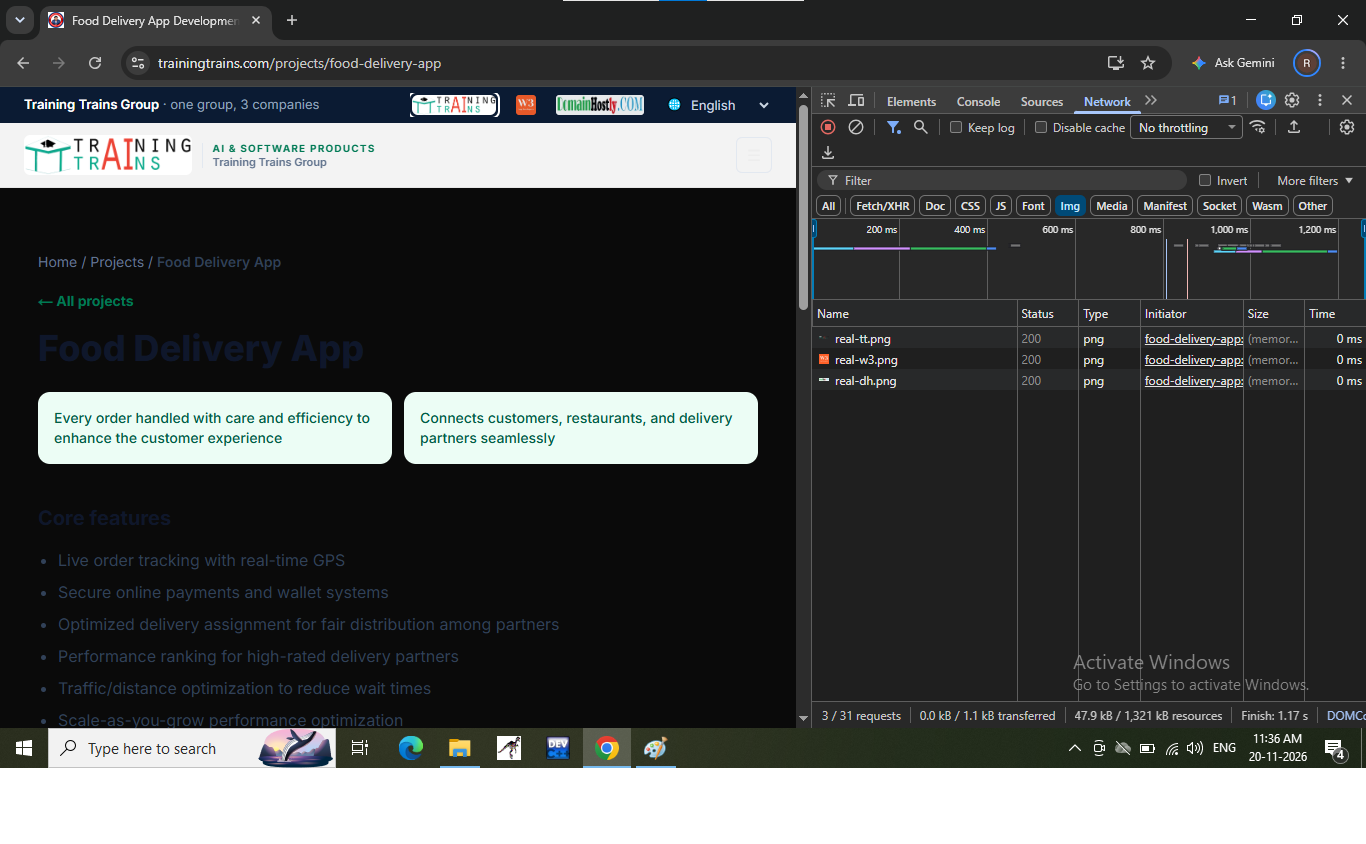 Food Delivery App Developmen
trainingtrains.com/projects/food-delivery-app
Ask Gemini
R
Training Trains Group · one group, 3 companies
TRAINING
TRAINS
W3
DomainHostly.COM
English
TRAINING
TRAINS
AI & SOFTWARE PRODUCTS
Training Trains Group
Home / Projects / Food Delivery App
← All projects
Food Delivery App
Every order handled with care and efficiency to
enhance the customer experience
Connects customers, restaurants, and delivery
partners seamlessly
Core features
• Live order tracking with real-time GPS
• Secure online payments and wallet systems
• Optimized delivery assignment for fair distribution among partners
• Performance ranking for high-rated delivery partners
• Traffic/distance optimization to reduce wait times
• Scale-as-you-grow performance optimization
Elements Console Sources Network 1
Keep log Disable cache No throttling
Filter Invert More filters
All Fetch/XHR Doc CSS JS Font Img Media Manifest Socket Wasm Other
200 ms 400 ms 600 ms 800 ms 1,000 ms 1,200 ms
Name Status Type Initiator Size Time
real-tt.png 200 png food-delivery-app: (memor... 0 ms
real-w3.png 200 png food-delivery-app: (memor... 0 ms
real-dh.png 200 png food-delivery-app: (memor... 0 ms
Activate Windows
Go to Settings to activate Windows.
3 / 31 requests 0.0 kB / 1.1 kB transferred 47.9 kB / 1,321 kB resources Finish: 1.17 s DOMCo
Type here to search
DEV
ENG
11:36 AM
20-11-2026
4